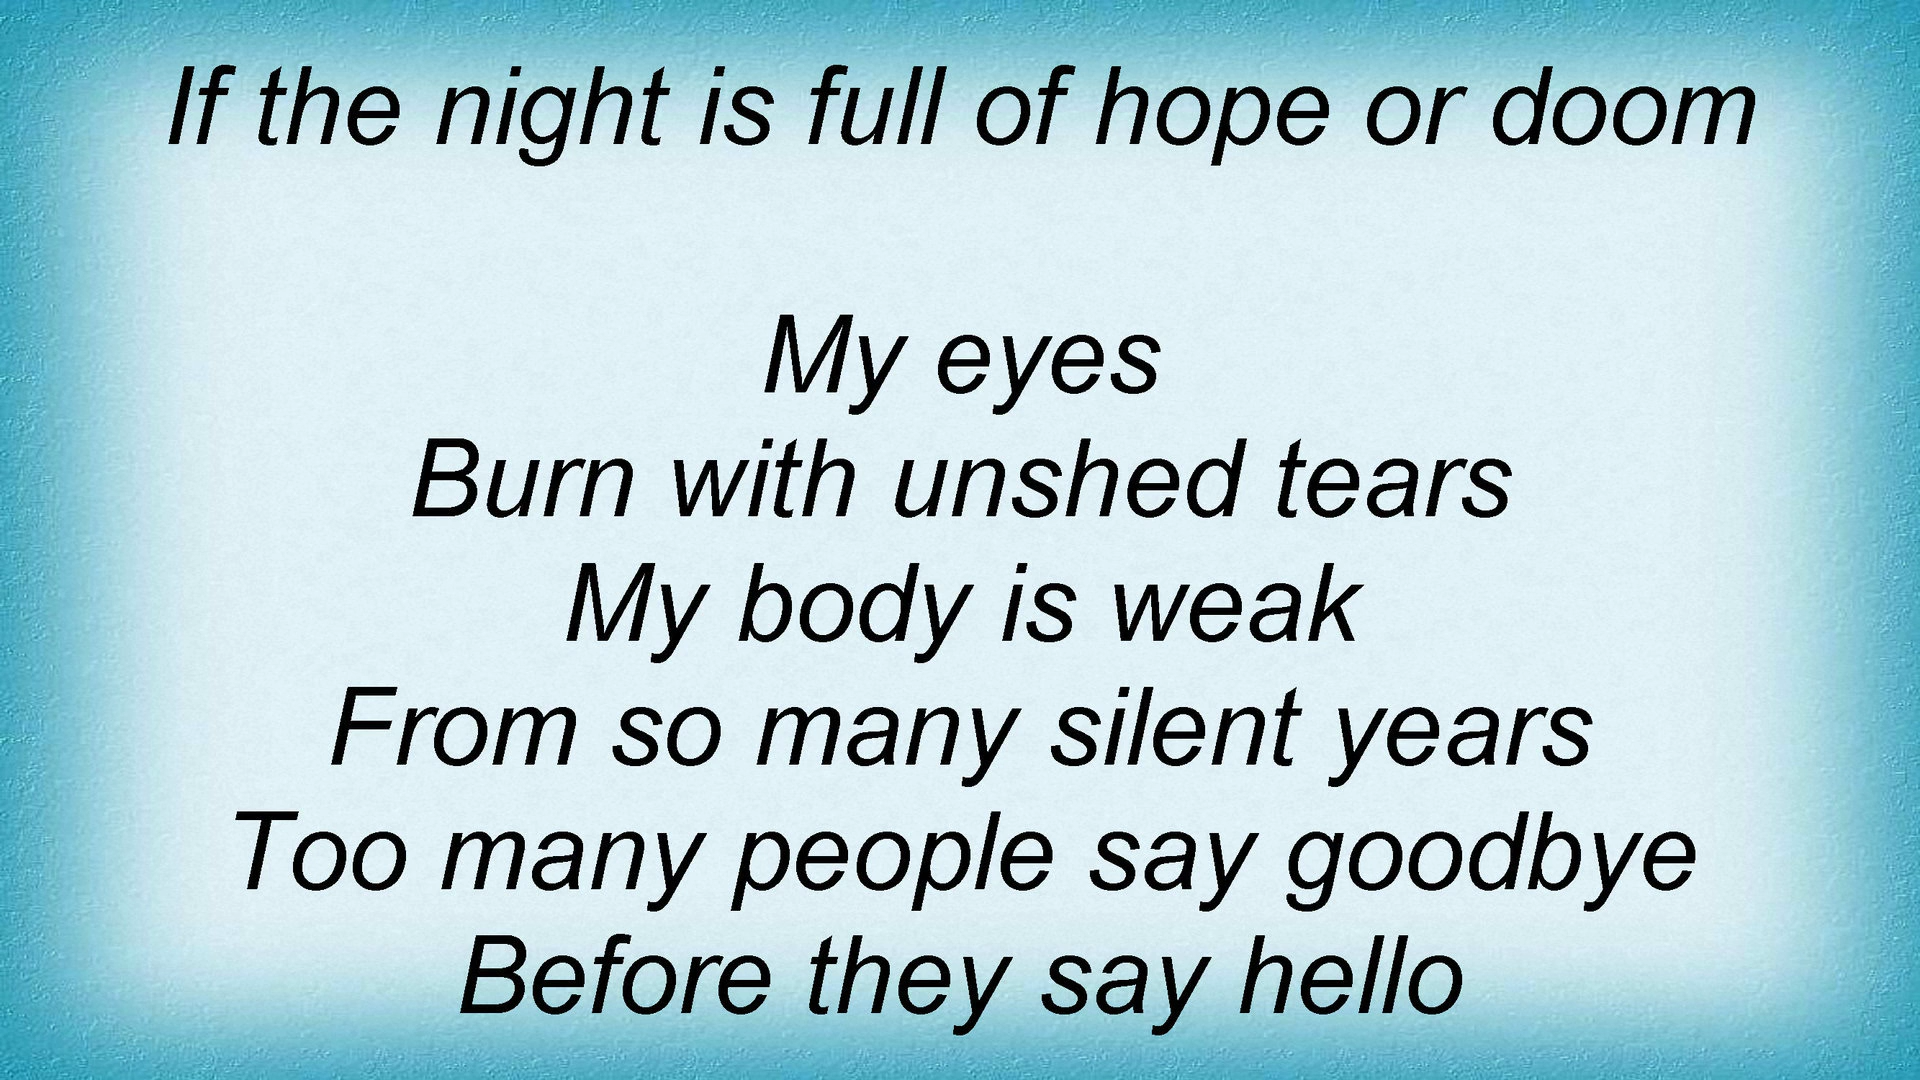 If the night is full of hope or doom
My eyes
Burn with unshed tears
My body is weak
From so many silent years
Too many people say goodbye
Before they say hello